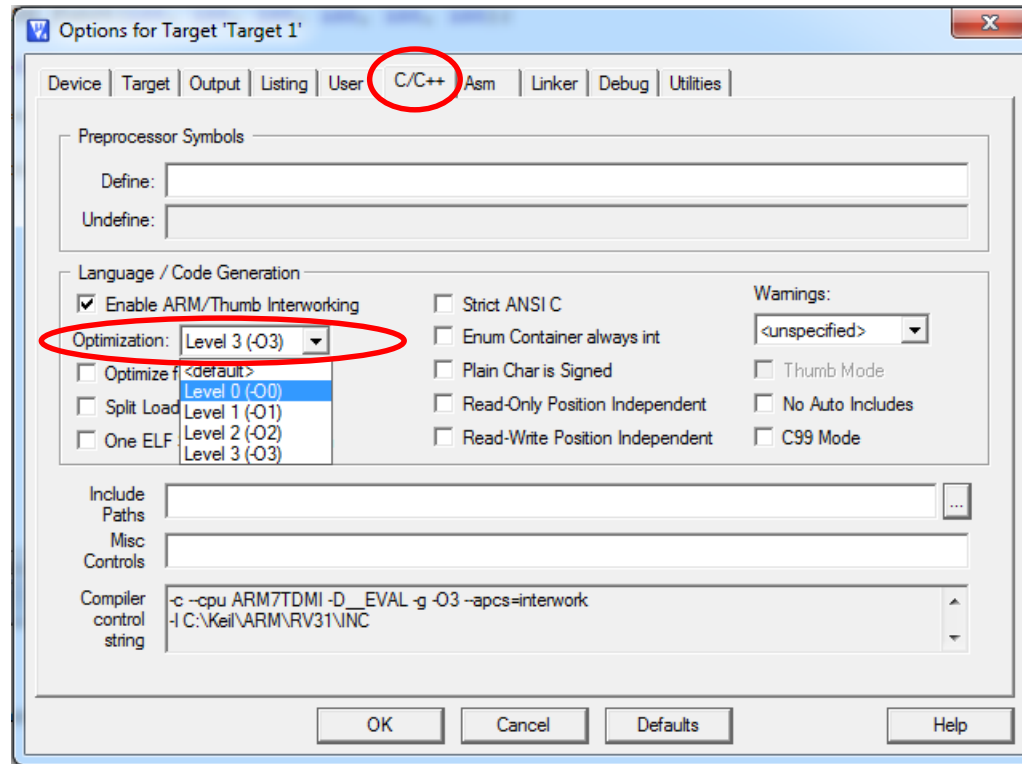 Options for Target 'Target 1'
Device Target Output Listing User C/C++ Asm Linker Debug Utilities
Preprocessor Symbols
Define:
Undefine:
Language / Code Generation
Enable ARM/Thumb Interworking
Optimization: Level 3 (-O3)
<default>
Level 0 (-O0)
Level 1 (-O1)
Level 2 (-O2)
Level 3 (-O3)
Optimize f
Split Load
One ELF
Strict ANSI C
Enum Container always int
Plain Char is Signed
Read-Only Position Independent
Read-Write Position Independent
Warnings:
<unspecified>
Thumb Mode
No Auto Includes
C99 Mode
Include
Paths
...
Misc
Controls
Compiler
control
string
-c --cpu ARM7TDMI -D__EVAL -g -O3 --apcs=interwork
-I C:\Keil\ARM\RV31\INC
OK Cancel Defaults Help